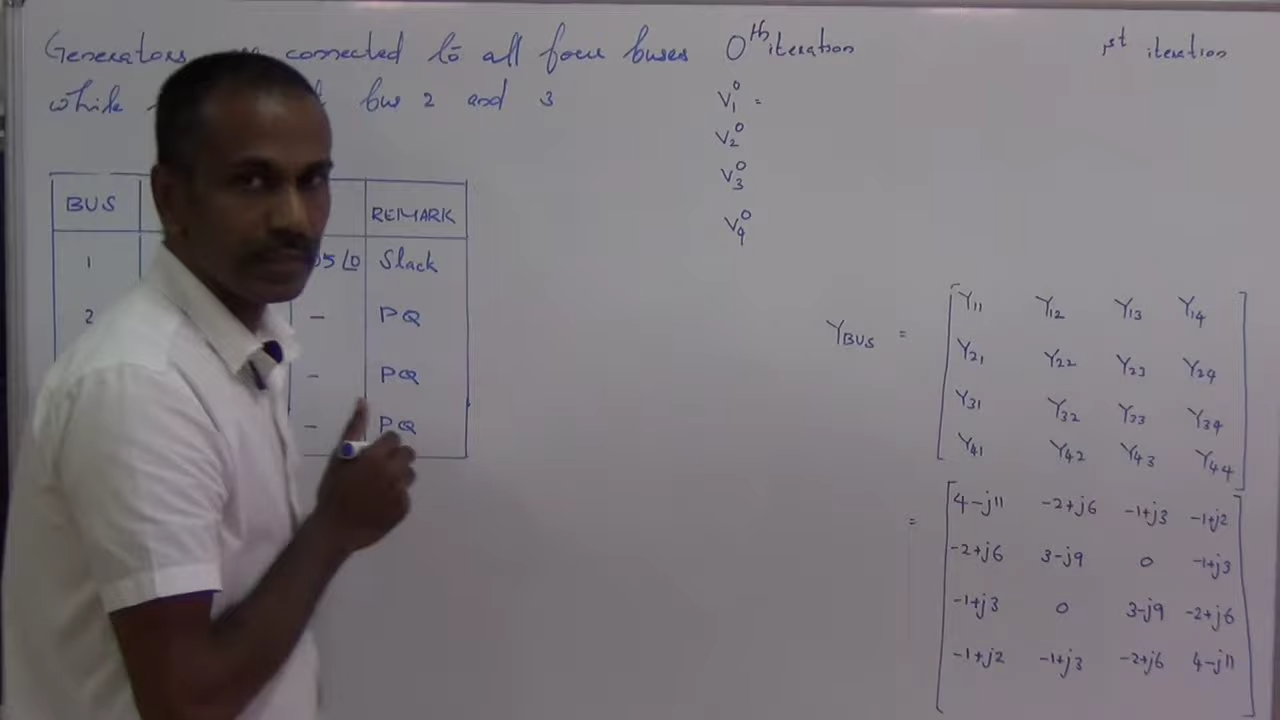 Generators connected to all four buses
while bus 2 and 3
0th iteration
1st iteration
V₁⁰ =
V₂⁰
V₃⁰
V₄⁰
BUS REMARK
1 5∠0 Slack
2 - PQ
- PQ
- PQ
YBUS = [Y11 Y12 Y13 Y14
Y21 Y22 Y23 Y24
Y31 Y32 Y33 Y34
Y41 Y42 Y43 Y44]
= [4-j11 -2+j6 -1+j3 -1+j2
-2+j6 3-j9 0 -1+j3
-1+j3 0 3-j9 -2+j6
-1+j2 -1+j3 -2+j6 4-j11]